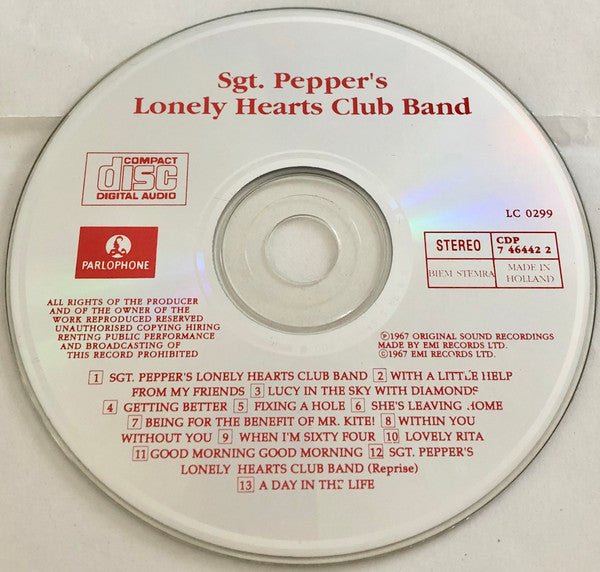 Sgt. Pepper's
Lonely Hearts Club Band
COMPACT
disc
DIGITAL AUDIO
LC 0299
PARLOPHONE
STEREO
CDP
7 46442 2
BIEM STEMRA
MADE IN
HOLLAND
ALL RIGHTS OF THE PRODUCER
AND OF THE OWNER OF THE
WORK REPRODUCED RESERVED
UNAUTHORISED COPYING HIRING
RENTING PUBLIC PERFORMANCE
AND BROADCASTING OF
THIS RECORD PROHIBITED
℗1967 ORIGINAL SOUND RECORDINGS
MADE BY EMI RECORDS LTD.
©1967 EMI RECORDS LTD.
1 SGT. PEPPER'S LONELY HEARTS CLUB BAND 2 WITH A LITTLE HELP
FROM MY FRIENDS 3 LUCY IN THE SKY WITH DIAMONDS
4 GETTING BETTER 5 FIXING A HOLE 6 SHE'S LEAVING HOME
7 BEING FOR THE BENEFIT OF MR. KITE! 8 WITHIN YOU
WITHOUT YOU 9 WHEN I'M SIXTY FOUR 10 LOVELY RITA
11 GOOD MORNING GOOD MORNING 12 SGT. PEPPER'S
LONELY HEARTS CLUB BAND (Reprise)
13 A DAY IN THE LIFE